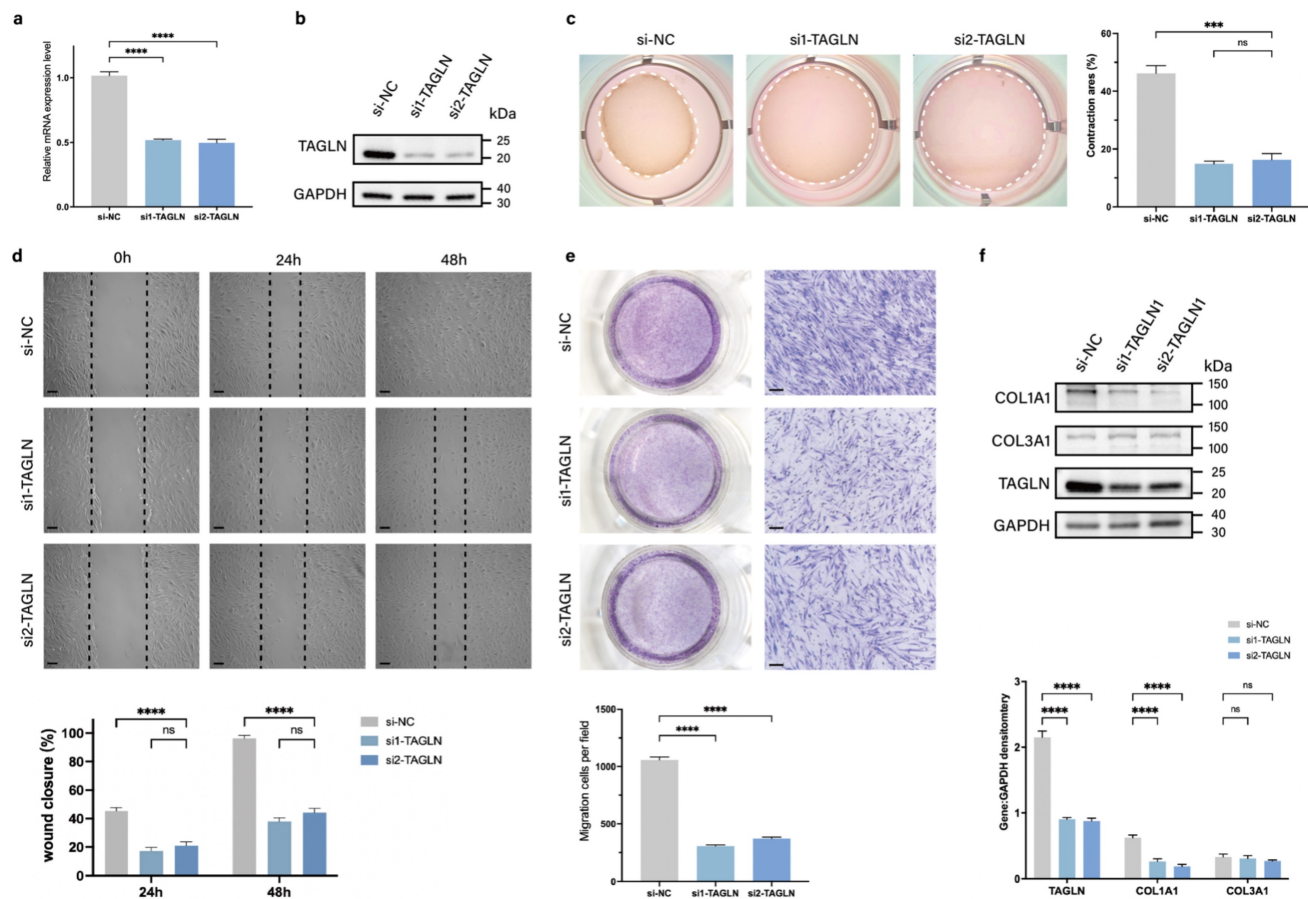 a
Relative mRNA expression level
1.0
0.5
0.0
****
****
si-NC
si1-TAGLN
si2-TAGLN
b
si-NC
si1-TAGLN
si2-TAGLN
kDa
TAGLN
25
20
GAPDH
40
30
c
si-NC
si1-TAGLN
si2-TAGLN
Contraction ares (%)
60
40
20
0
***
ns
si-NC
si1-TAGLN
si2-TAGLN
d
0h
24h
48h
si-NC
si1-TAGLN
si2-TAGLN
wound closure (%)
100
80
60
40
20
0
****
ns
****
ns
24h
48h
si-NC
si1-TAGLN
si2-TAGLN
e
si-NC
si1-TAGLN
si2-TAGLN
Migration cells per field
1500
1000
500
0
****
****
si-NC
si1-TAGLN
si2-TAGLN
f
si-NC
si1-TAGLN1
si2-TAGLN1
kDa
COL1A1
150
100
COL3A1
150
100
TAGLN
25
20
GAPDH
40
30
si-NC
si1-TAGLN
si2-TAGLN
Gene:GAPDH densitomtery
3
2
1
0
****
****
****
****
ns
ns
TAGLN
COL1A1
COL3A1